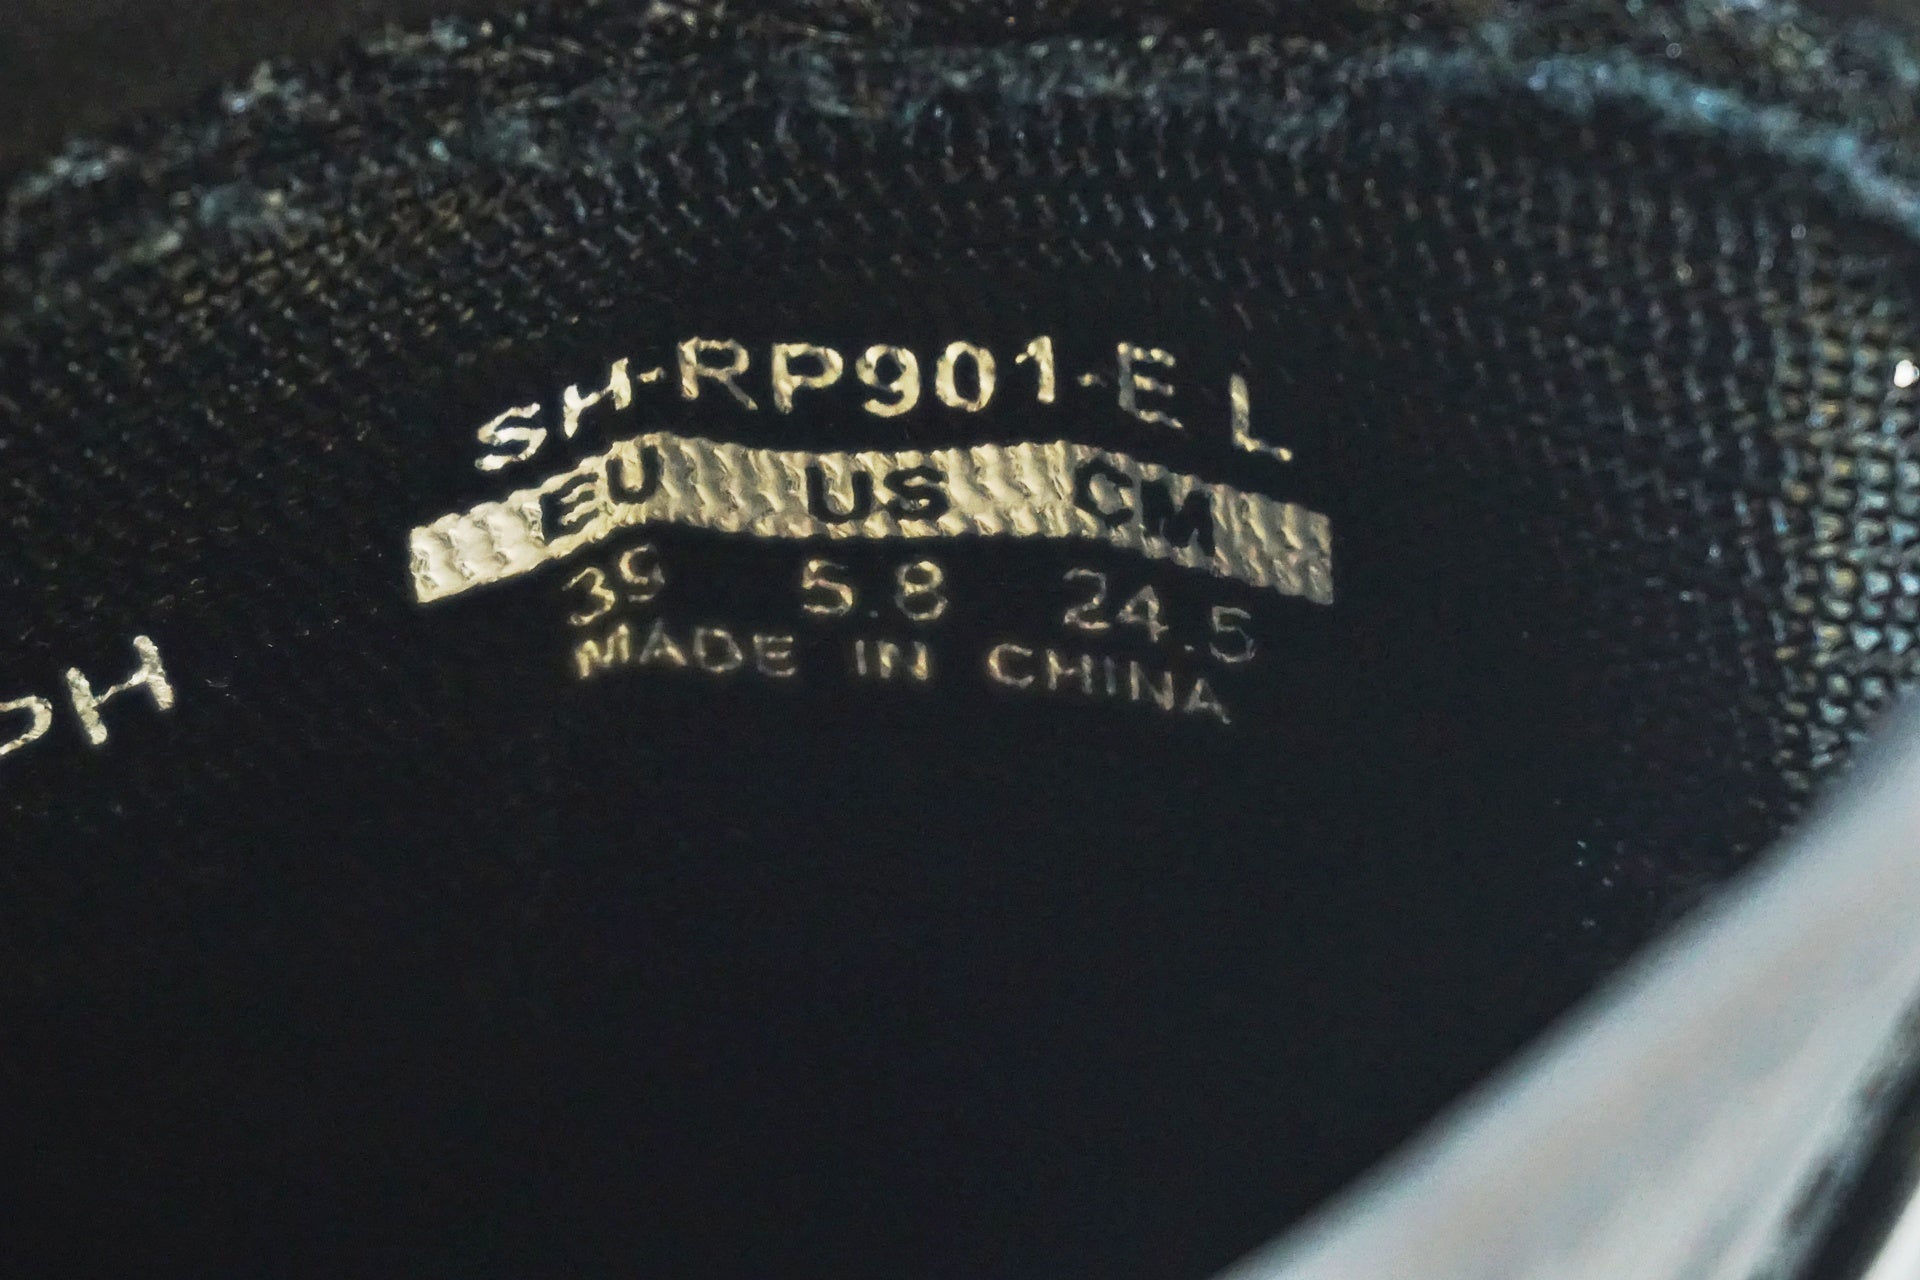 SH-RP901-E L
EU US CM
39 5.8 24.5
MADE IN CHINA